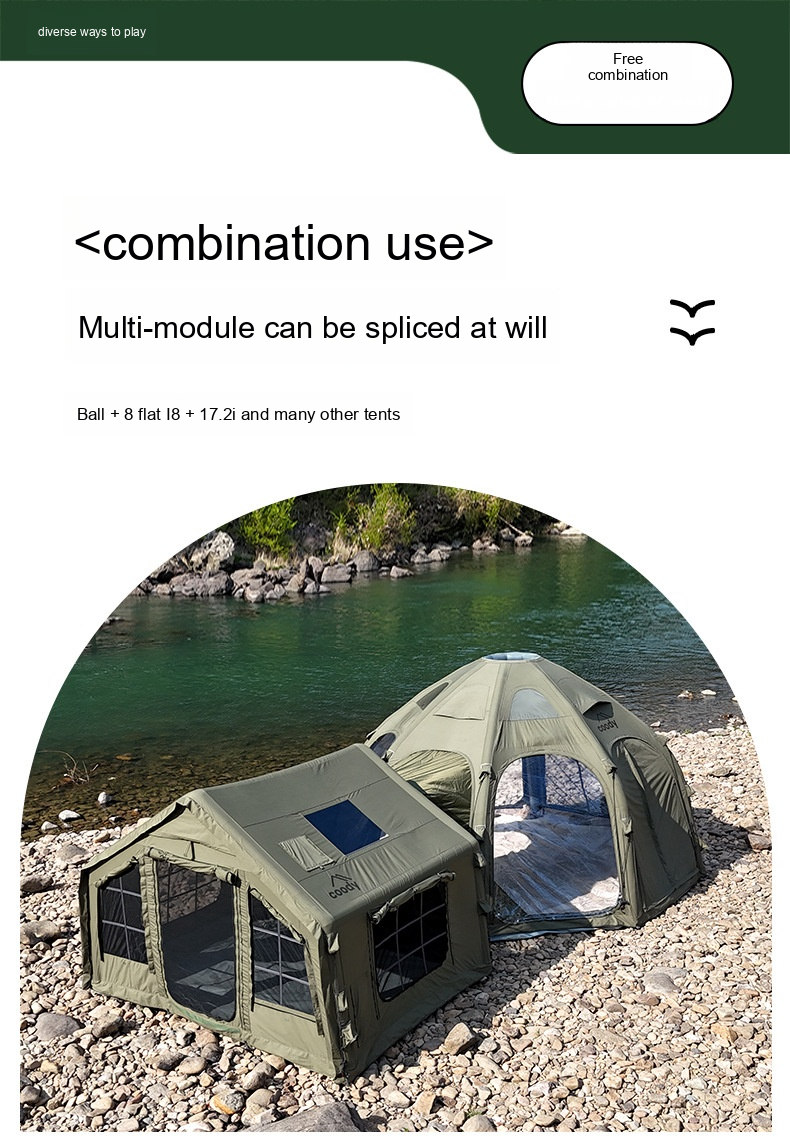 diverse ways to play
Free
combination
<combination use>
Multi-module can be spliced at will
Ball + 8 flat I8 + 17.2i and many other tents
coody
coody